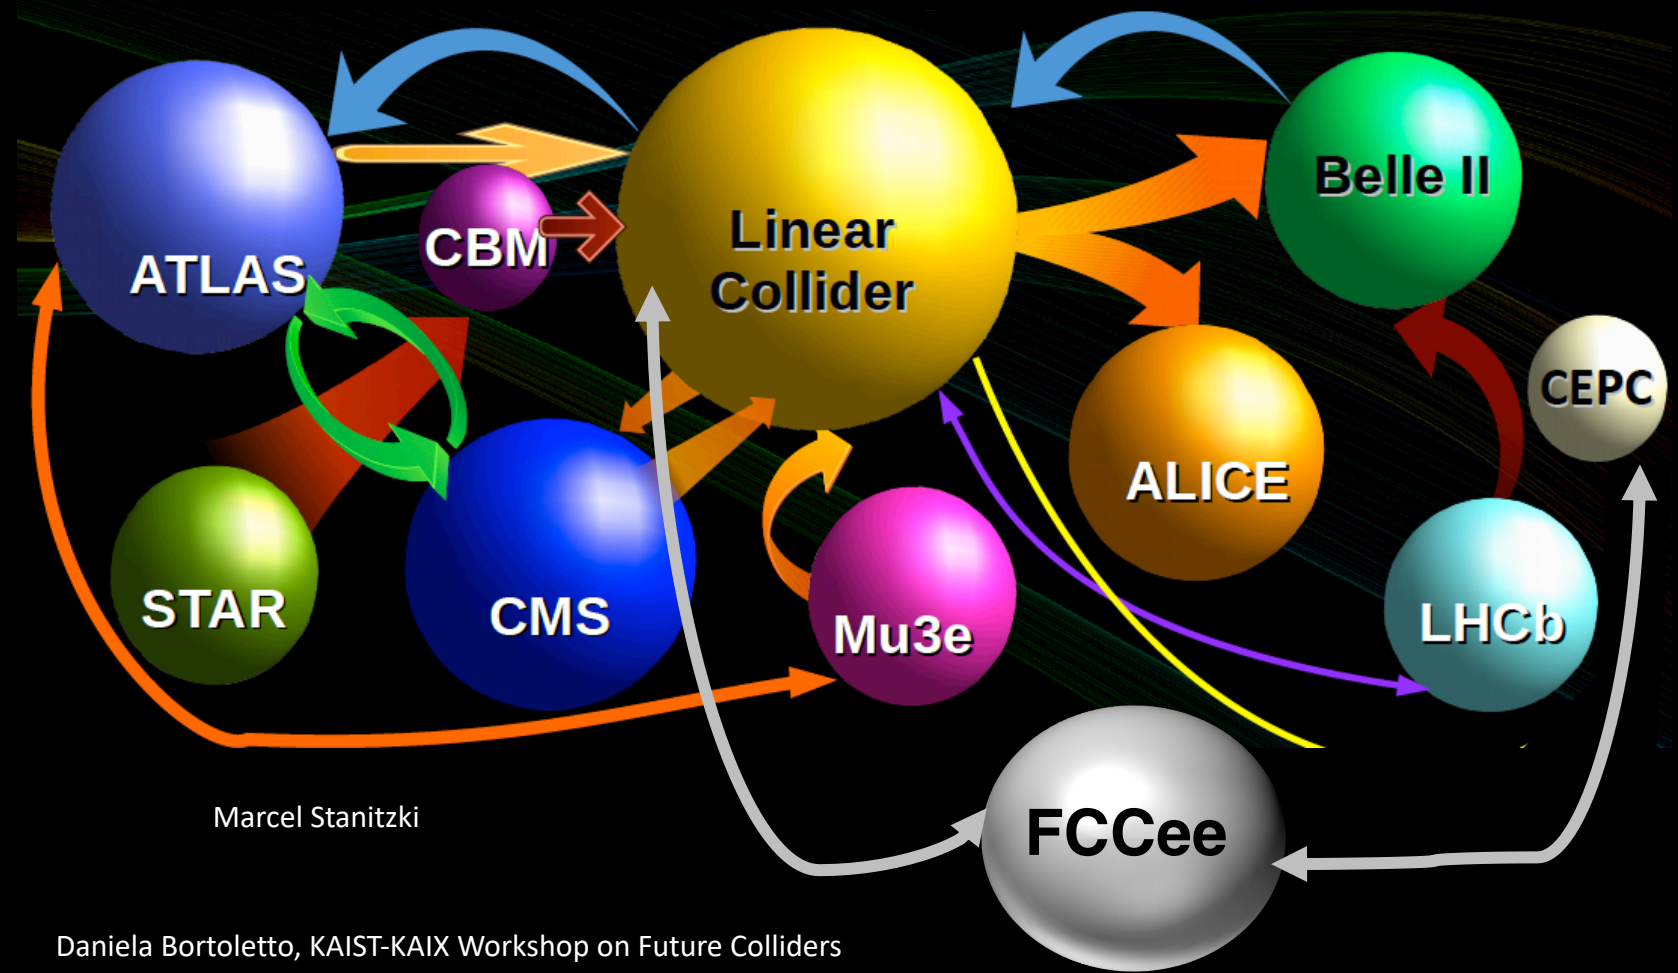 ATLAS
CBM
Linear
Collider
Belle II
CEPC
ALICE
STAR
CMS
Mu3e
LHCb
FCCee
Marcel Stanitzki
Daniela Bortoletto, KAIST-KAIX Workshop on Future Colliders